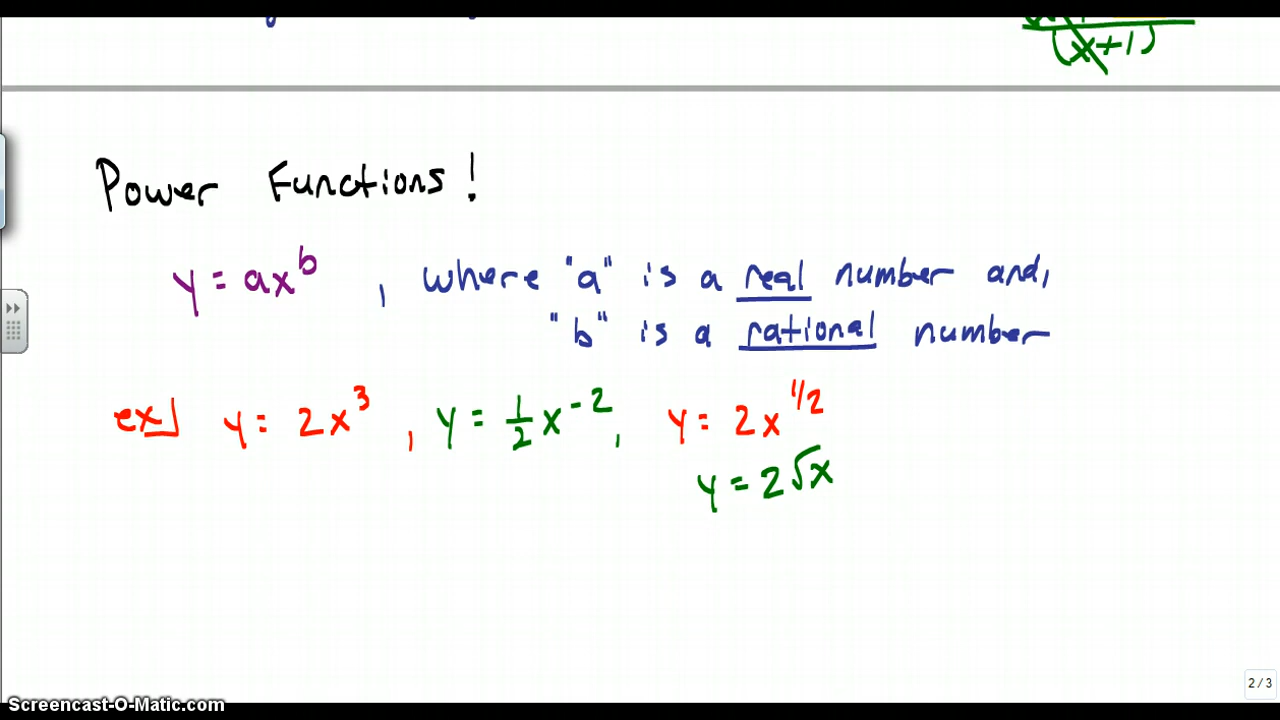 (x+1)
Power Functions!
y = ax^b , where "a" is a real number and,
"b" is a rational number
ex] y = 2x^3 , y = 1/2 x^-2 , y = 2x^1/2
y = 2√x
2 / 3
Screencast-O-Matic.com